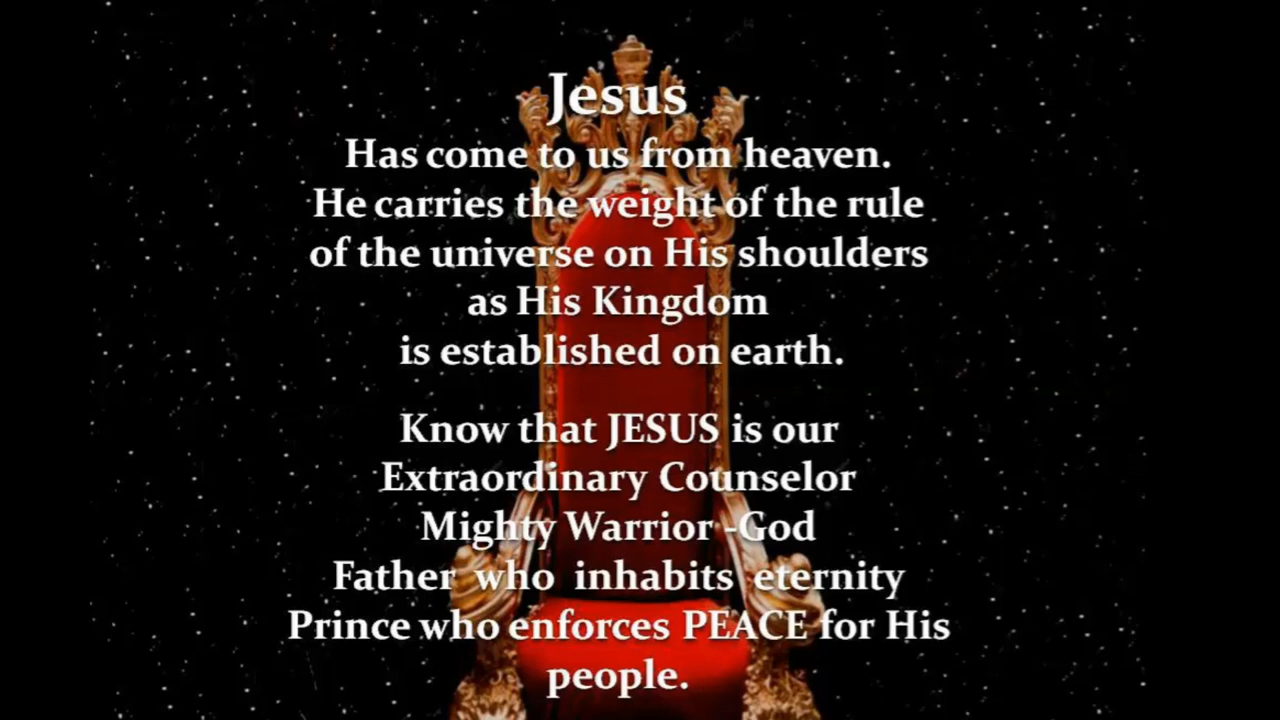 Jesus
Has come to us from heaven.
He carries the weight of the rule
of the universe on His shoulders
as His Kingdom
is established on earth.
Know that JESUS is our
Extraordinary Counselor
Mighty Warrior -God
Father who inhabits eternity
Prince who enforces PEACE for His
people.